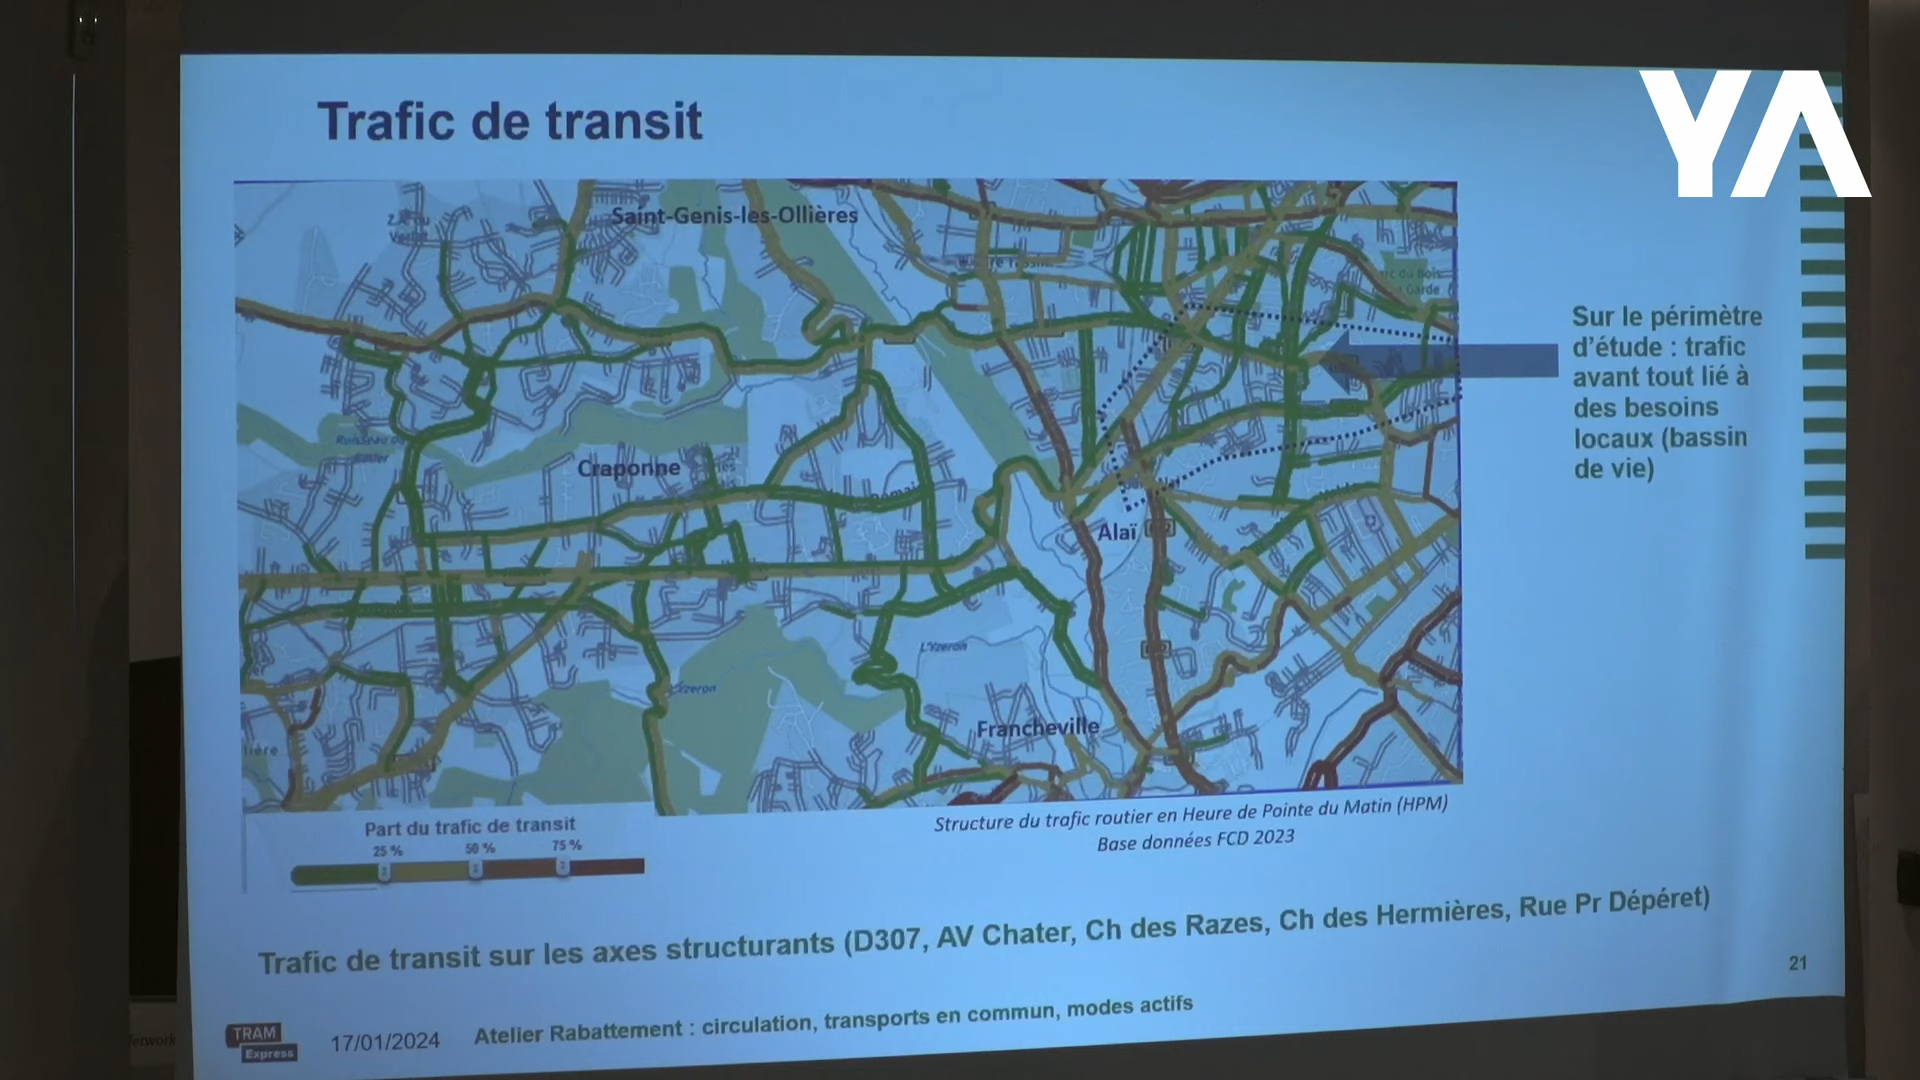 YA
Trafic de transit
Saint-Genis-les-Ollières
Sur le périmètre
d'étude : trafic
avant tout lié à
des besoins
locaux (bassin
de vie)
Craponne
Alaï
L'Yzeron
Yzeron
Francheville
Structure du trafic routier en Heure de Pointe du Matin (HPM)
Base données FCD 2023
Part du trafic de transit
25 % 50 % 75 %
Trafic de transit sur les axes structurants (D307, AV Chater, Ch des Razes, Ch des Hermières, Rue Pr Dépéret)
21
TRAM
Express
17/01/2024
Atelier Rabattement : circulation, transports en commun, modes actifs